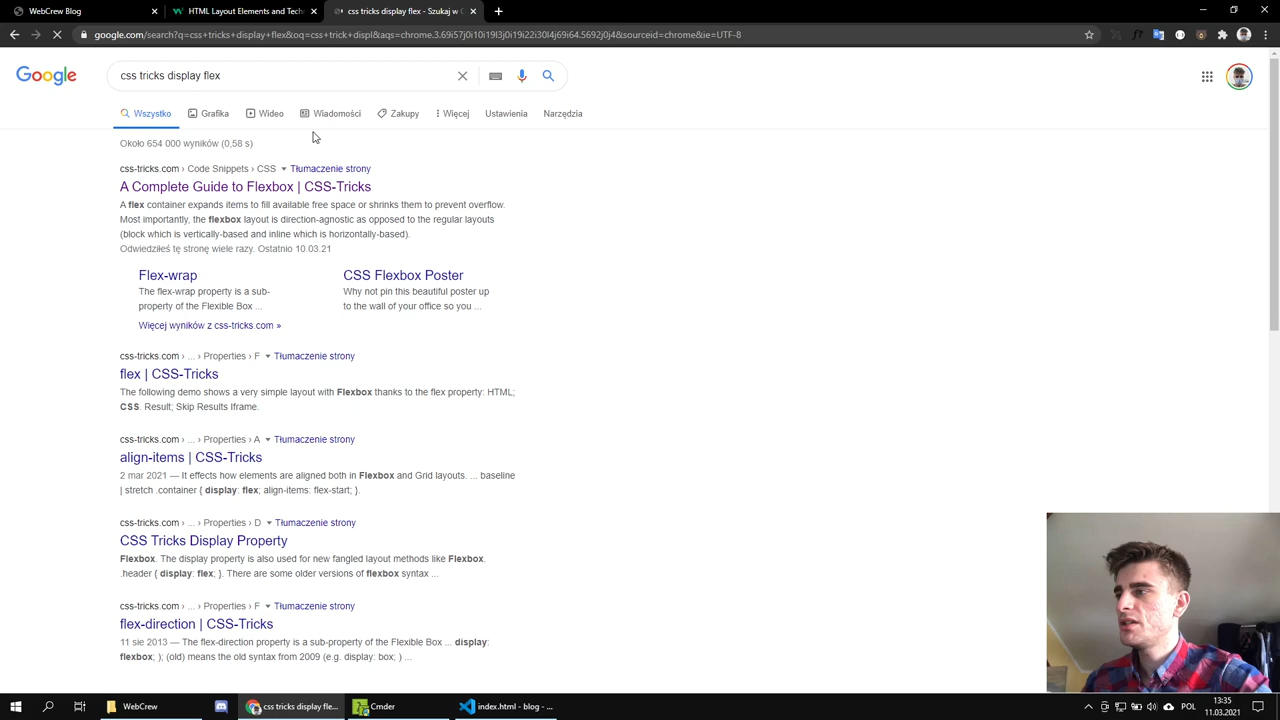 WebCrew Blog
HTML - Tech
css tricks display flex - Szukaj w
google.com/search?q=css+tricks+display+flex&oq=css+trick+displ&aqs=chrome.3.69i57j0i10i19l3j0i19i22i30l4j69i64.5692j0j4&sourceid=chrome&ie=UTF-8
Google
css tricks display flex
Wszystko
Grafika
Wideo
Wiadomości
Zakupy
Więcej
Ustawienia
Narzędzia
Około 654 000 wyników (0,58 s)
css-tricks.com › Code Snippets › CSS ▾ Tłumaczenie strony
A Complete Guide to Flexbox | CSS-Tricks
A flex container expands items to fill available free space or shrinks them to prevent overflow.
Most importantly, the flexbox layout is direction-agnostic as opposed to the regular layouts
(block which is vertically-based and inline which is horizontally-based).
Odwiedziłeś tę stronę wiele razy. Ostatnio 10.03.21
Flex-wrap
The flex-wrap property is a sub-
property of the Flexible Box ...
CSS Flexbox Poster
Why not pin this beautiful poster up
to the wall of your office so you ...
Więcej wyników z css-tricks.com »
css-tricks.com › ... › Properties › F ▾ Tłumaczenie strony
flex | CSS-Tricks
The following demo shows a very simple layout with Flexbox thanks to the flex property: HTML;
CSS. Result; Skip Results Iframe.
css-tricks.com › ... › Properties › A ▾ Tłumaczenie strony
align-items | CSS-Tricks
2 mar 2021 — It effects how elements are aligned both in Flexbox and Grid layouts. ... baseline
| stretch .container { display: flex; align-items: flex-start; }.
css-tricks.com › ... › Properties › D ▾ Tłumaczenie strony
CSS Tricks Display Property
Flexbox. The display property is also used for new fangled layout methods like Flexbox.
.header { display: flex; }. There are some older versions of flexbox syntax ...
css-tricks.com › ... › Properties › F ▾ Tłumaczenie strony
flex-direction | CSS-Tricks
11 sie 2013 — The flex-direction property is a sub-property of the Flexible Box ... display:
flexbox; ); (old) means the old syntax from 2009 (e.g. display: box; ) ...
WebCrew
css tricks display fle...
Cmder
index.html - blog - ...
POL
13:35
11.03.2021